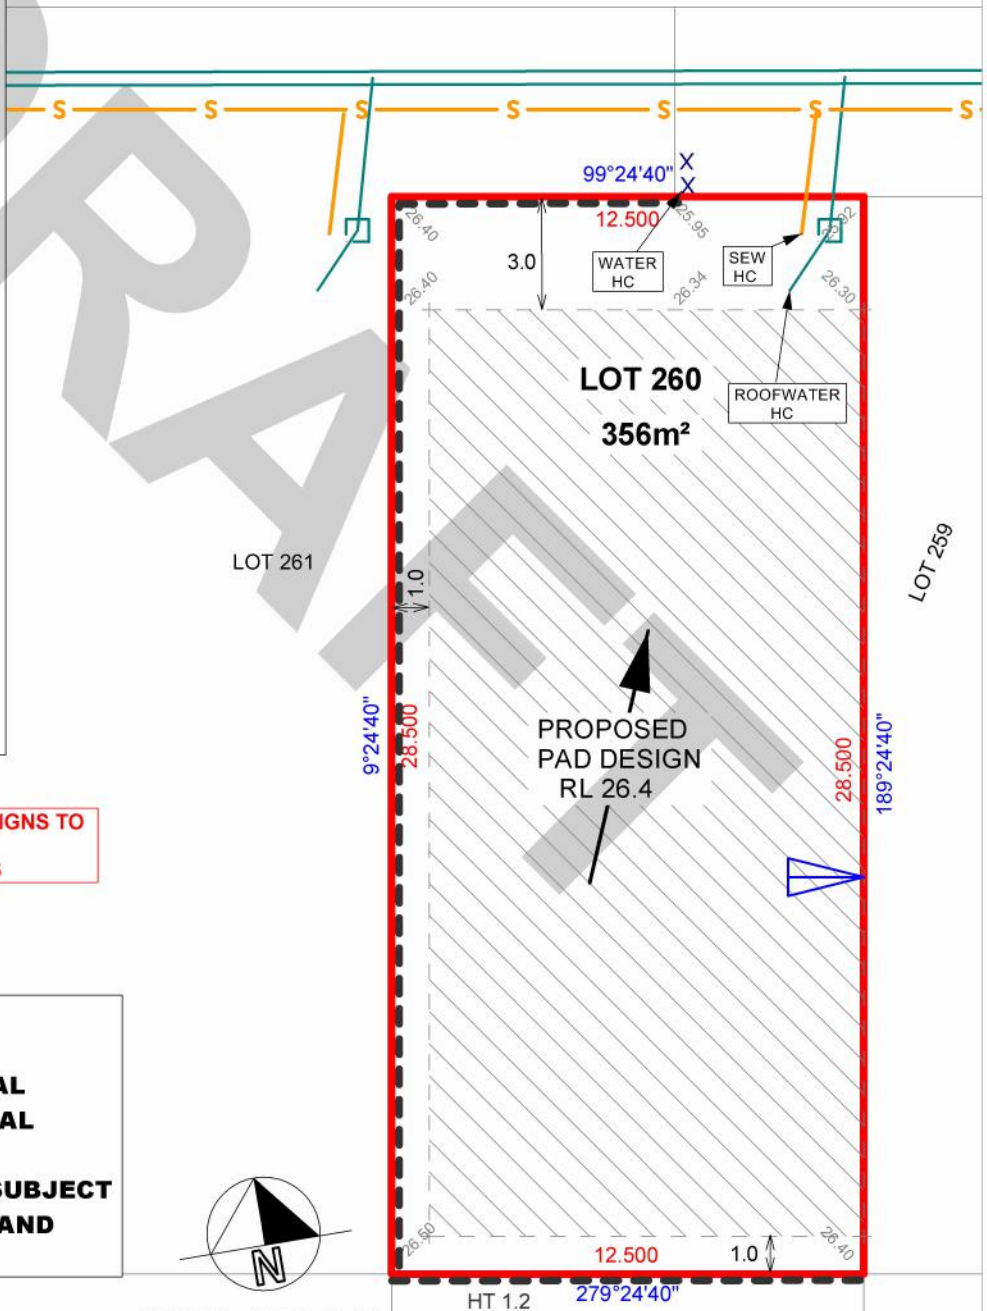 DRAFT
S S S S S S S
99°24'40" X
X
12.500
26.40
25.95
3.0
WATER
HC
SEW
HC
26.40
26.34
26.30
LOT 260
356m²
ROOFWATER
HC
LOT 261
LOT 259
1.0
9°24'40"
28.500
PROPOSED
PAD DESIGN
RL 26.4
28.500
189°24'40"
IGNS TO
AL
AL
SUBJECT
AND
N
26.50
12.500
1.0
26.40
HT 1.2
279°24'40"